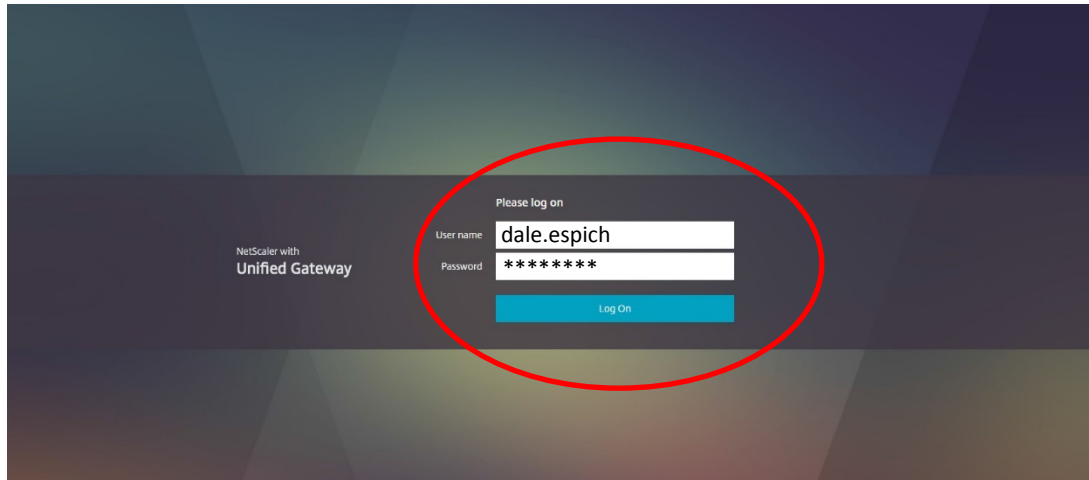 Please log on
User name dale.espich
NetScaler with
Unified Gateway
Password ********
Log On